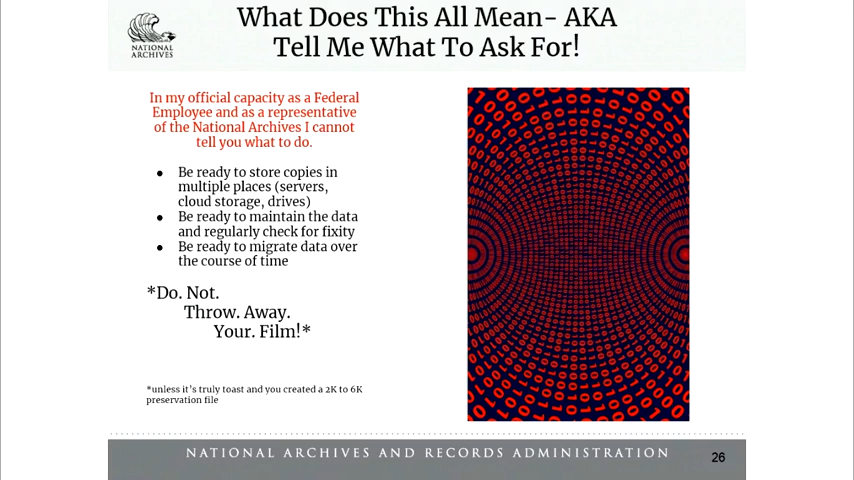 What Does This All Mean- AKA
Tell Me What To Ask For!
NATIONAL
ARCHIVES
In my official capacity as a Federal
Employee and as a representative
of the National Archives I cannot
tell you what to do.
● Be ready to store copies in
multiple places (servers,
cloud storage, drives)
● Be ready to maintain the data
and regularly check for fixity
● Be ready to migrate data over
the course of time
*Do. Not.
Throw. Away.
Your. Film!*
*unless it's truly toast and you created a 2K to 6K
preservation file
NATIONAL ARCHIVES AND RECORDS ADMINISTRATION
26